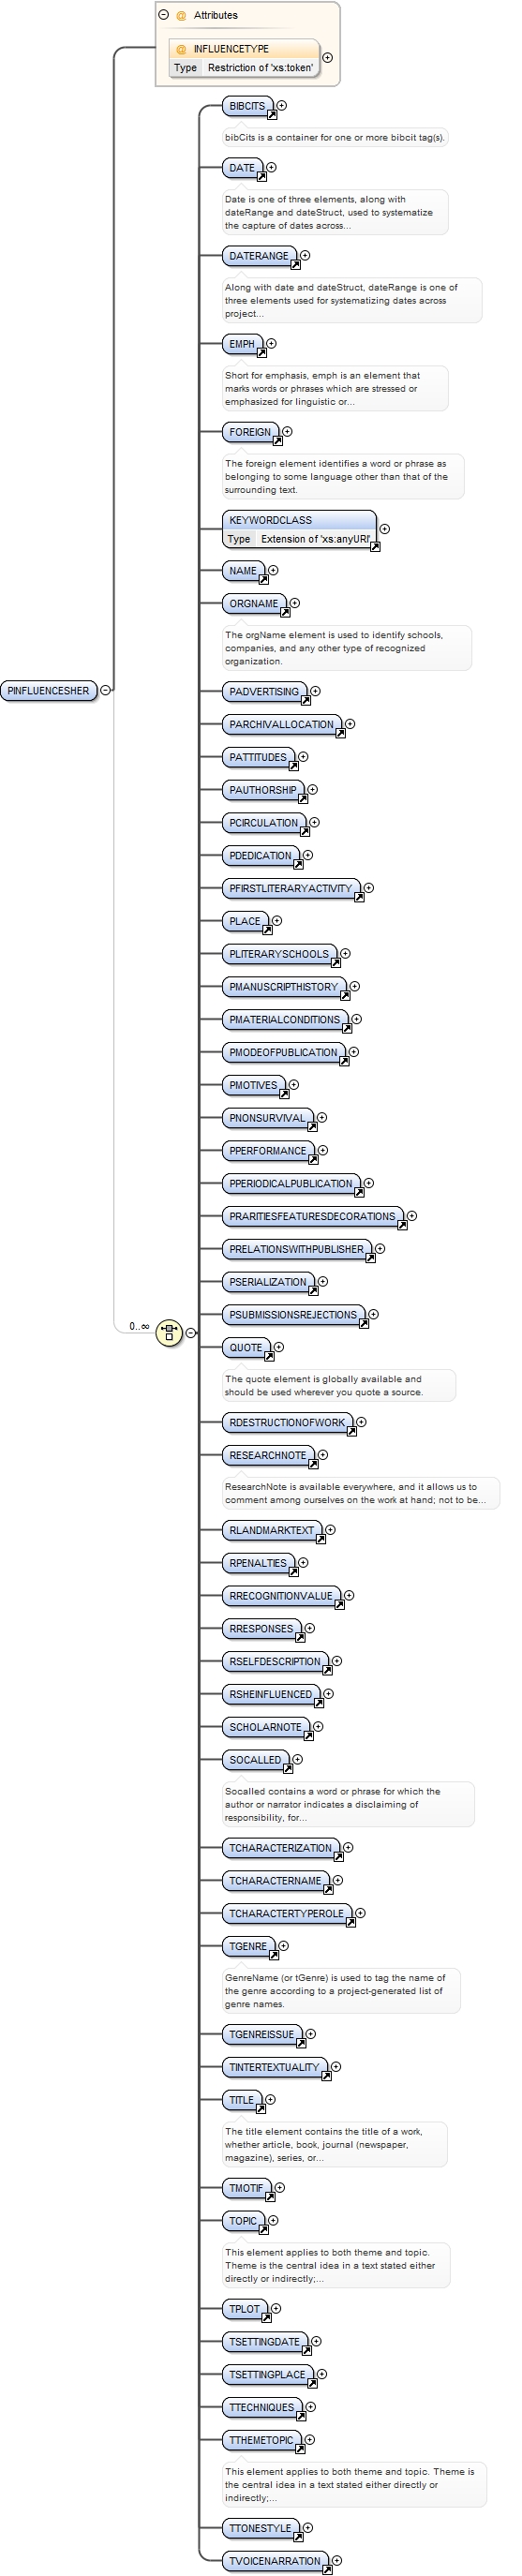 Attributes
@ INFLUENCETYPE
Type Restriction of 'xs:token'
BIBCITS
bibCits is a container for one or more bibcit tag(s).
DATE
Date is one of three elements, along with
dateRange and dateStruct, used to systematize
the capture of dates across...
DATERANGE
Along with date and dateStruct, dateRange is one of
three elements used for systematizing dates across
project...
EMPH
Short for emphasis, emph is an element that
marks words or phrases which are stressed or
emphasized for linguistic or...
FOREIGN
The foreign element identifies a word or phrase as
belonging to some language other than that of the
surrounding text.
KEYWORDCLASS
Type Extension of 'xs:anyURI'
NAME
ORGNAME
The orgName element is used to identify schools,
companies, and any other type of recognized
organization.
PINFLUENCESHER
PADVERTISING
PARCHIVALLOCATION
PATTITUDES
PAUTHORSHIP
PCIRCULATION
PDEDICATION
PFIRSTLITERARYACTIVITY
PLACE
PLITERARYSCHOOLS
PMANUSCRIPTHISTORY
PMATERIALCONDITIONS
PMODEOFPUBLICATION
PMOTIVES
PNONSURVIVAL
PPERFORMANCE
PPERIODICALPUBLICATION
PRARITIESFEATURESDECORATIONS
PRELATIONSWITHPUBLISHER
PSERIALIZATION
PSUBMISSIONSREJECTIONS
0..∞
QUOTE
The quote element is globally available and
should be used wherever you quote a source.
RDESTRUCTIONOFWORK
RESEARCHNOTE
ResearchNote is available everywhere, and it allows us to
comment among ourselves on the work at hand; not to be...
RLANDMARKTEXT
RPENALTIES
RRECOGNITIONVALUE
RRESPONSES
RSELFDESCRIPTION
RSHEINFLUENCED
SCHOLARNOTE
SOCALLED
Socalled contains a word or phrase for which the
author or narrator indicates a disclaiming of
responsibility, for...
TCHARACTERIZATION
TCHARACTERNAME
TCHARACTERTYPEROLE
TGENRE
GenreName (or tGenre) is used to tag the name of
the genre according to a project-generated list of
genre names.
TGENREISSUE
TINTERTEXTUALITY
TITLE
The title element contains the title of a work,
whether article, book, journal (newspaper,
magazine), series, or...
TMOTIF
TOPIC
This element applies to both theme and topic.
Theme is the central idea in a text stated either
directly or indirectly;...
TPLOT
TSETTINGDATE
TSETTINGPLACE
TTECHNIQUES
TTHEMETOPIC
This element applies to both theme and topic. Theme is
the central idea in a text stated either directly or
indirectly;...
TTONESTYLE
TVOICENARRATION